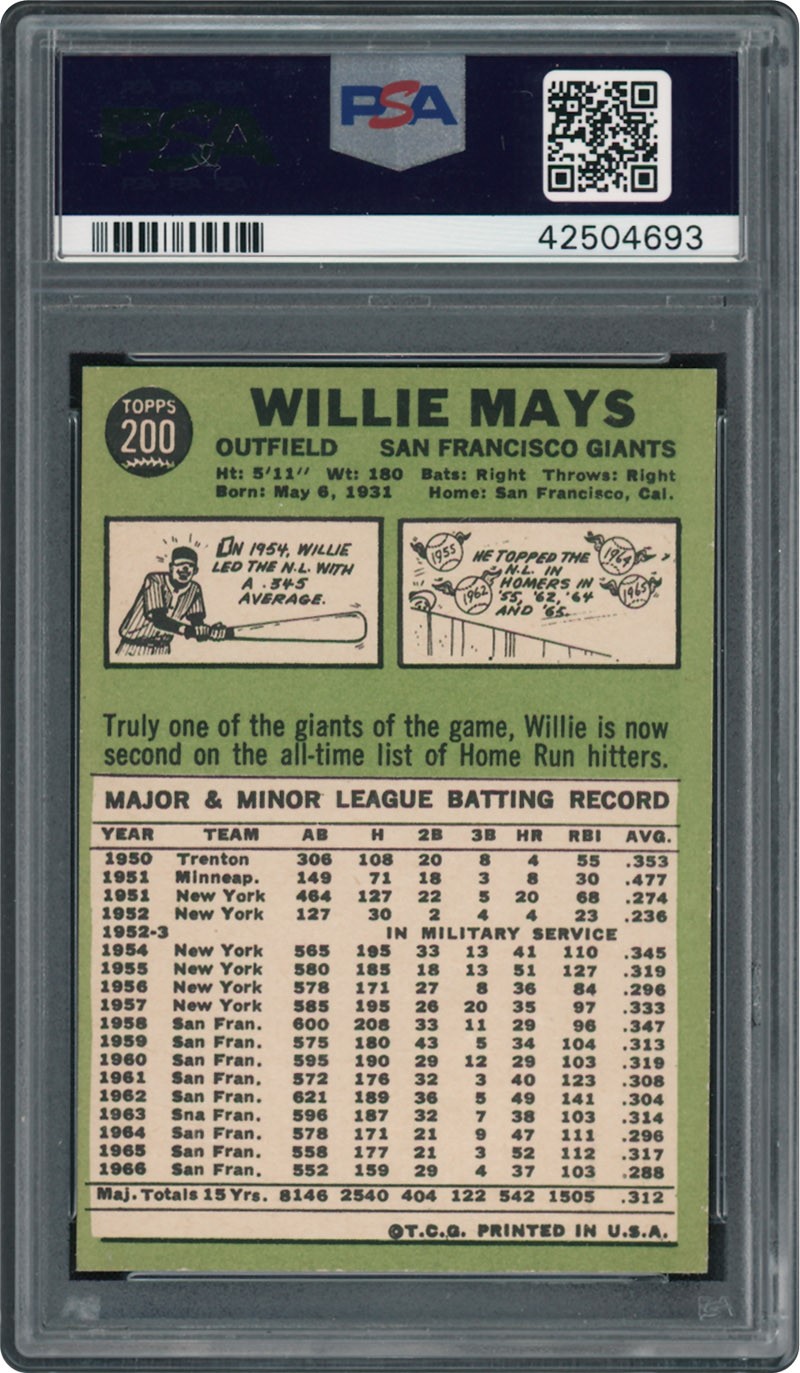 PSA
PSA
42504693
TOPPS
200
WILLIE MAYS
OUTFIELD SAN FRANCISCO GIANTS
Ht: 5'11" Wt: 180 Bats: Right Throws: Right
Born: May 6, 1931 Home: San Francisco, Cal.
IN 1954, WILLIE
LED THE N.L. WITH
A .345
AVERAGE.
1955
1964
1962
1965
HE TOPPED THE
N.L. IN
HOMERS IN
'55, '62, '64
AND '65.
Truly one of the giants of the game, Willie is now
second on the all-time list of Home Run hitters.
MAJOR & MINOR LEAGUE BATTING RECORD
YEAR TEAM AB H 2B 3B HR RBI AVG.
1950 Trenton 306 108 20 8 4 55 .353
1951 Minneap. 149 71 18 3 8 30 .477
1951 New York 464 127 22 5 20 68 .274
1952 New York 127 30 2 4 4 23 .236
1952-3 IN MILITARY SERVICE
1954 New York 565 195 33 13 41 110 .345
1955 New York 580 185 18 13 51 127 .319
1956 New York 578 171 27 8 36 84 .296
1957 New York 585 195 26 20 35 97 .333
1958 San Fran. 600 208 33 11 29 96 .347
1959 San Fran. 575 180 43 5 34 104 .313
1960 San Fran. 595 190 29 12 29 103 .319
1961 San Fran. 572 176 32 3 40 123 .308
1962 San Fran. 621 189 36 5 49 141 .304
1963 Sna Fran. 596 187 32 7 38 103 .314
1964 San Fran. 578 171 21 9 47 111 .296
1965 San Fran. 558 177 21 3 52 112 .317
1966 San Fran. 552 159 29 4 37 103 .288
Maj. Totals 15 Yrs. 8146 2540 404 122 542 1505 .312
©T.C.G. PRINTED IN U.S.A.